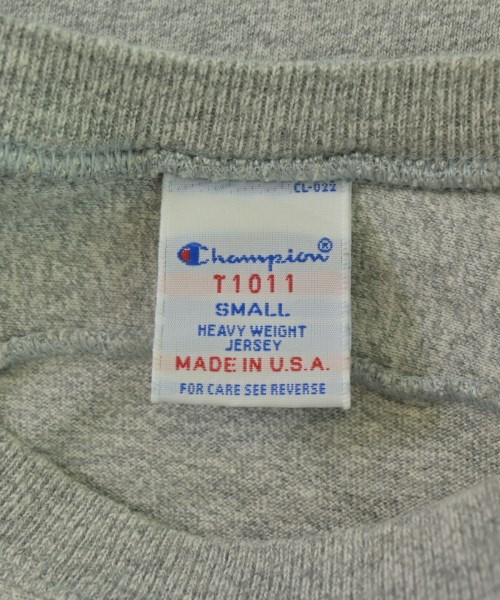 CL-022
Champion®
T1011
SMALL
HEAVY WEIGHT
JERSEY
MADE IN U.S.A.
FOR CARE SEE REVERSE